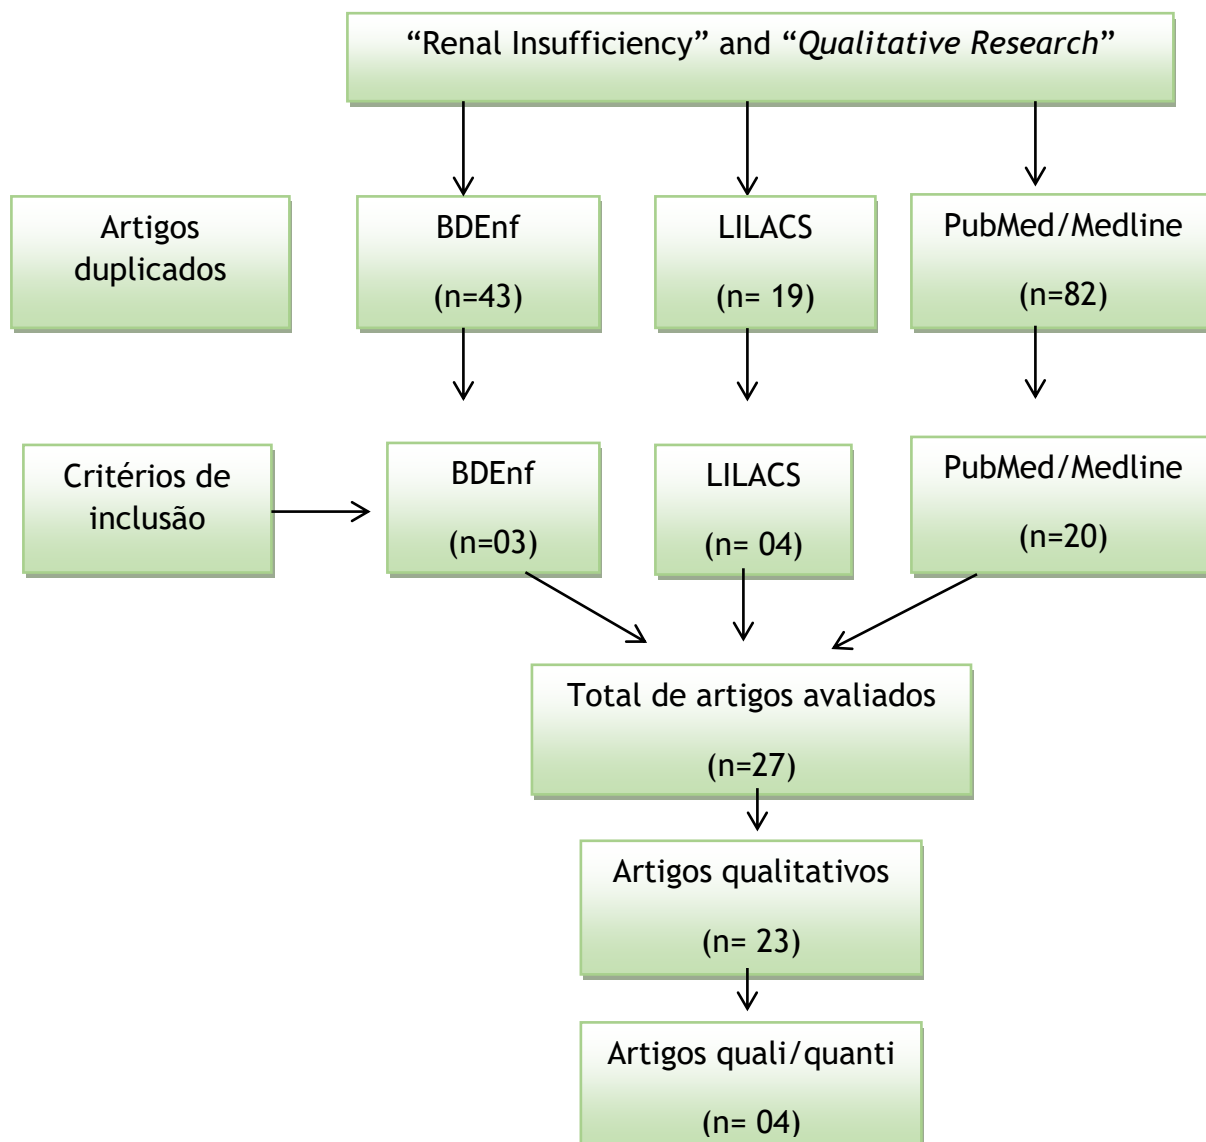 “Renal Insufficiency” and “Qualitative Research”
Artigos
duplicados
BDEnf
(n=43)
LILACS
(n= 19)
PubMed/Medline
(n=82)
Critérios de
inclusão
BDEnf
(n=03)
LILACS
(n= 04)
PubMed/Medline
(n=20)
Total de artigos avaliados
(n=27)
Artigos qualitativos
(n= 23)
Artigos quali/quanti
(n= 04)